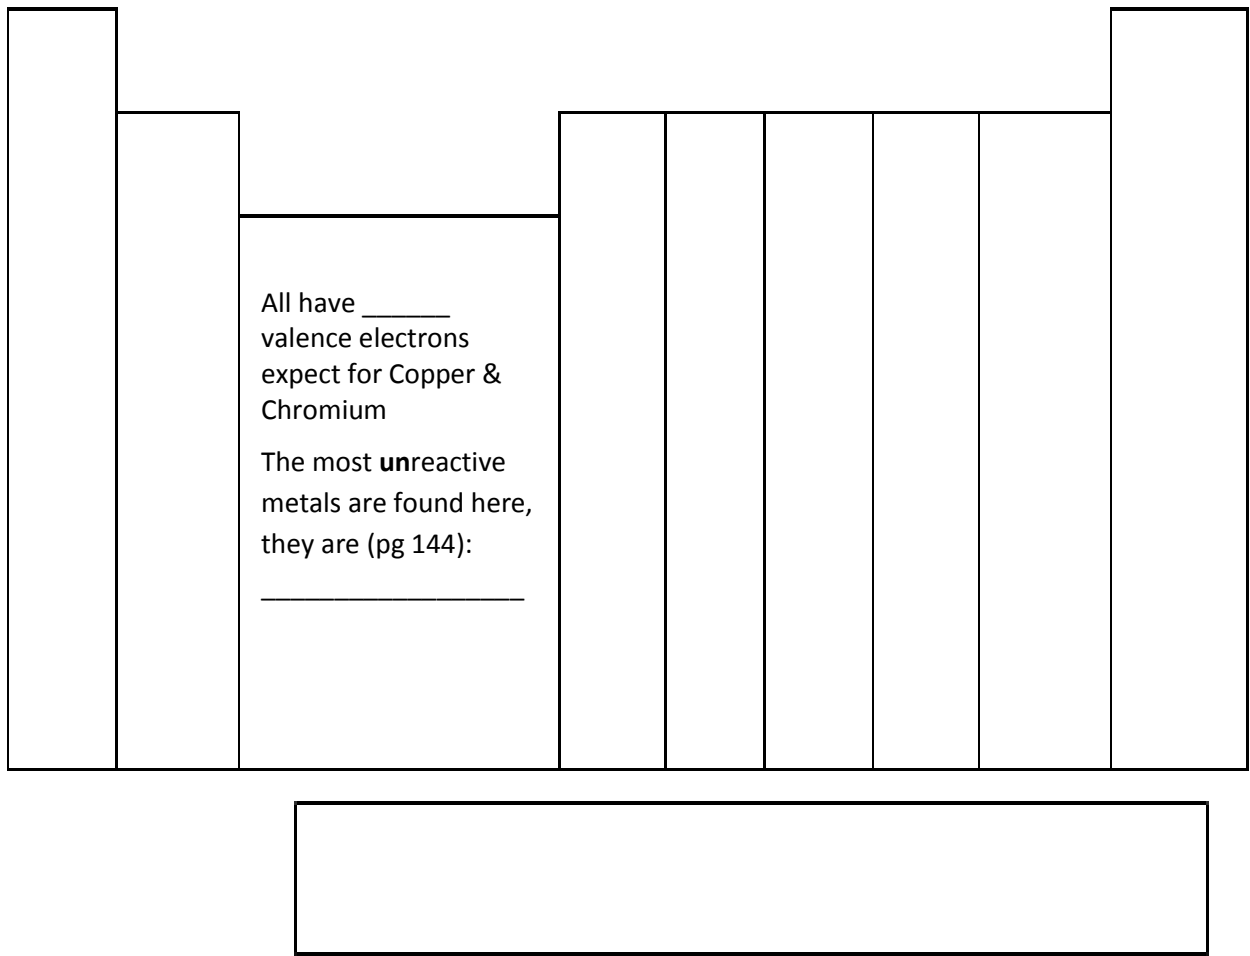 All have ______
valence electrons
expect for Copper &
Chromium
The most unreactive
metals are found here,
they are (pg 144):
__________________